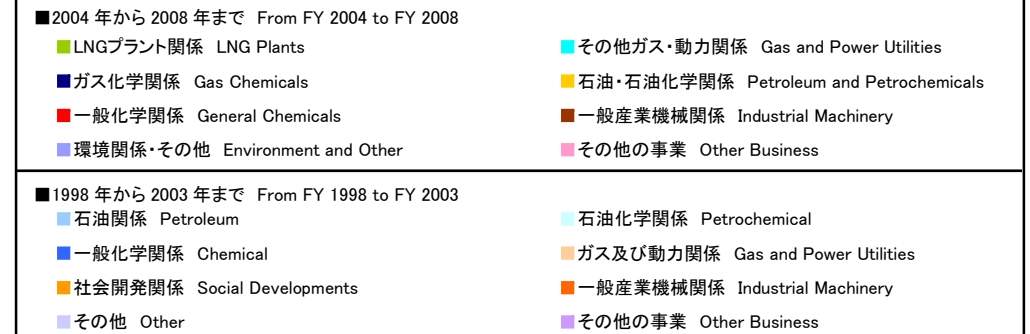 ■2004 年から 2008 年まで From FY 2004 to FY 2008
■LNGプラント関係 LNG Plants ■その他ガス・動力関係 Gas and Power Utilities
■ガス化学関係 Gas Chemicals ■石油・石油化学関係 Petroleum and Petrochemicals
■一般化学関係 General Chemicals ■一般産業機械関係 Industrial Machinery
■環境関係・その他 Environment and Other ■その他の事業 Other Business
■1998 年から 2003 年まで From FY 1998 to FY 2003
■石油関係 Petroleum ■石油化学関係 Petrochemical
■一般化学関係 Chemical ■ガス及び動力関係 Gas and Power Utilities
■社会開発関係 Social Developments ■一般産業機械関係 Industrial Machinery
■その他 Other ■その他の事業 Other Business